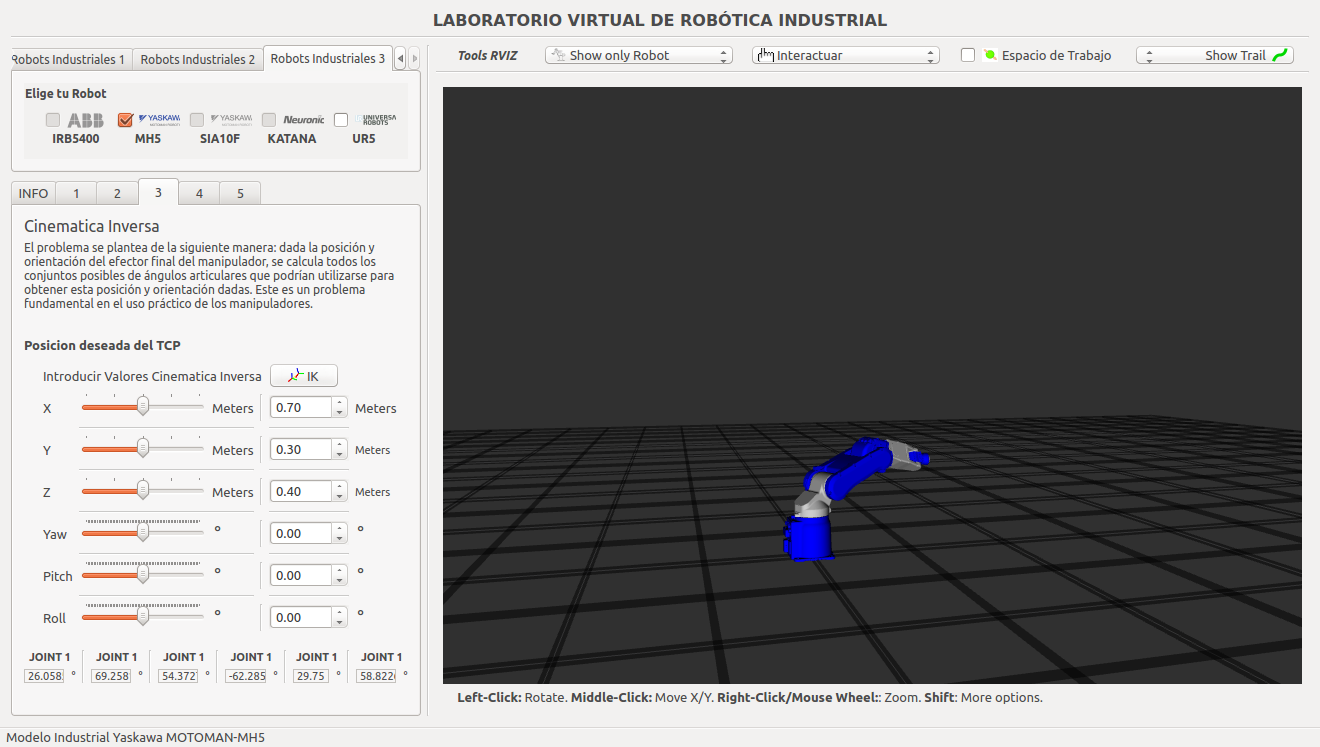 LABORATORIO VIRTUAL DE ROBÓTICA INDUSTRIAL
Robots Industriales 1 Robots Industriales 2 Robots Industriales 3
Tools RVIZ Show only Robot Interactuar Espacio de Trabajo Show Trail
Elige tu Robot
ABB YASKAWA YASKAWA Neuronic UNIVERSA ROBOTS
IRB5400 MH5 SIA10F KATANA UR5
INFO 1 2 3 4 5
Cinematica Inversa
El problema se plantea de la siguiente manera: dada la posición y
orientación del efector final del manipulador, se calcula todos los
conjuntos posibles de ángulos articulares que podrían utilizarse para
obtener esta posición y orientación dadas. Este es un problema
fundamental en el uso práctico de los manipuladores.
Posicion deseada del TCP
Introducir Valores Cinematica Inversa IK
X Meters 0.70 Meters
Y Meters 0.30 Meters
Z Meters 0.40 Meters
Yaw ° 0.00 °
Pitch ° 0.00 °
Roll ° 0.00 °
JOINT 1 JOINT 1 JOINT 1 JOINT 1 JOINT 1 JOINT 1
26.058 ° 69.258 ° 54.372 ° -62.285 ° 29.75 ° 58.822 °
Left-Click: Rotate. Middle-Click: Move X/Y. Right-Click/Mouse Wheel:: Zoom. Shift: More options.
Modelo Industrial Yaskawa MOTOMAN-MH5